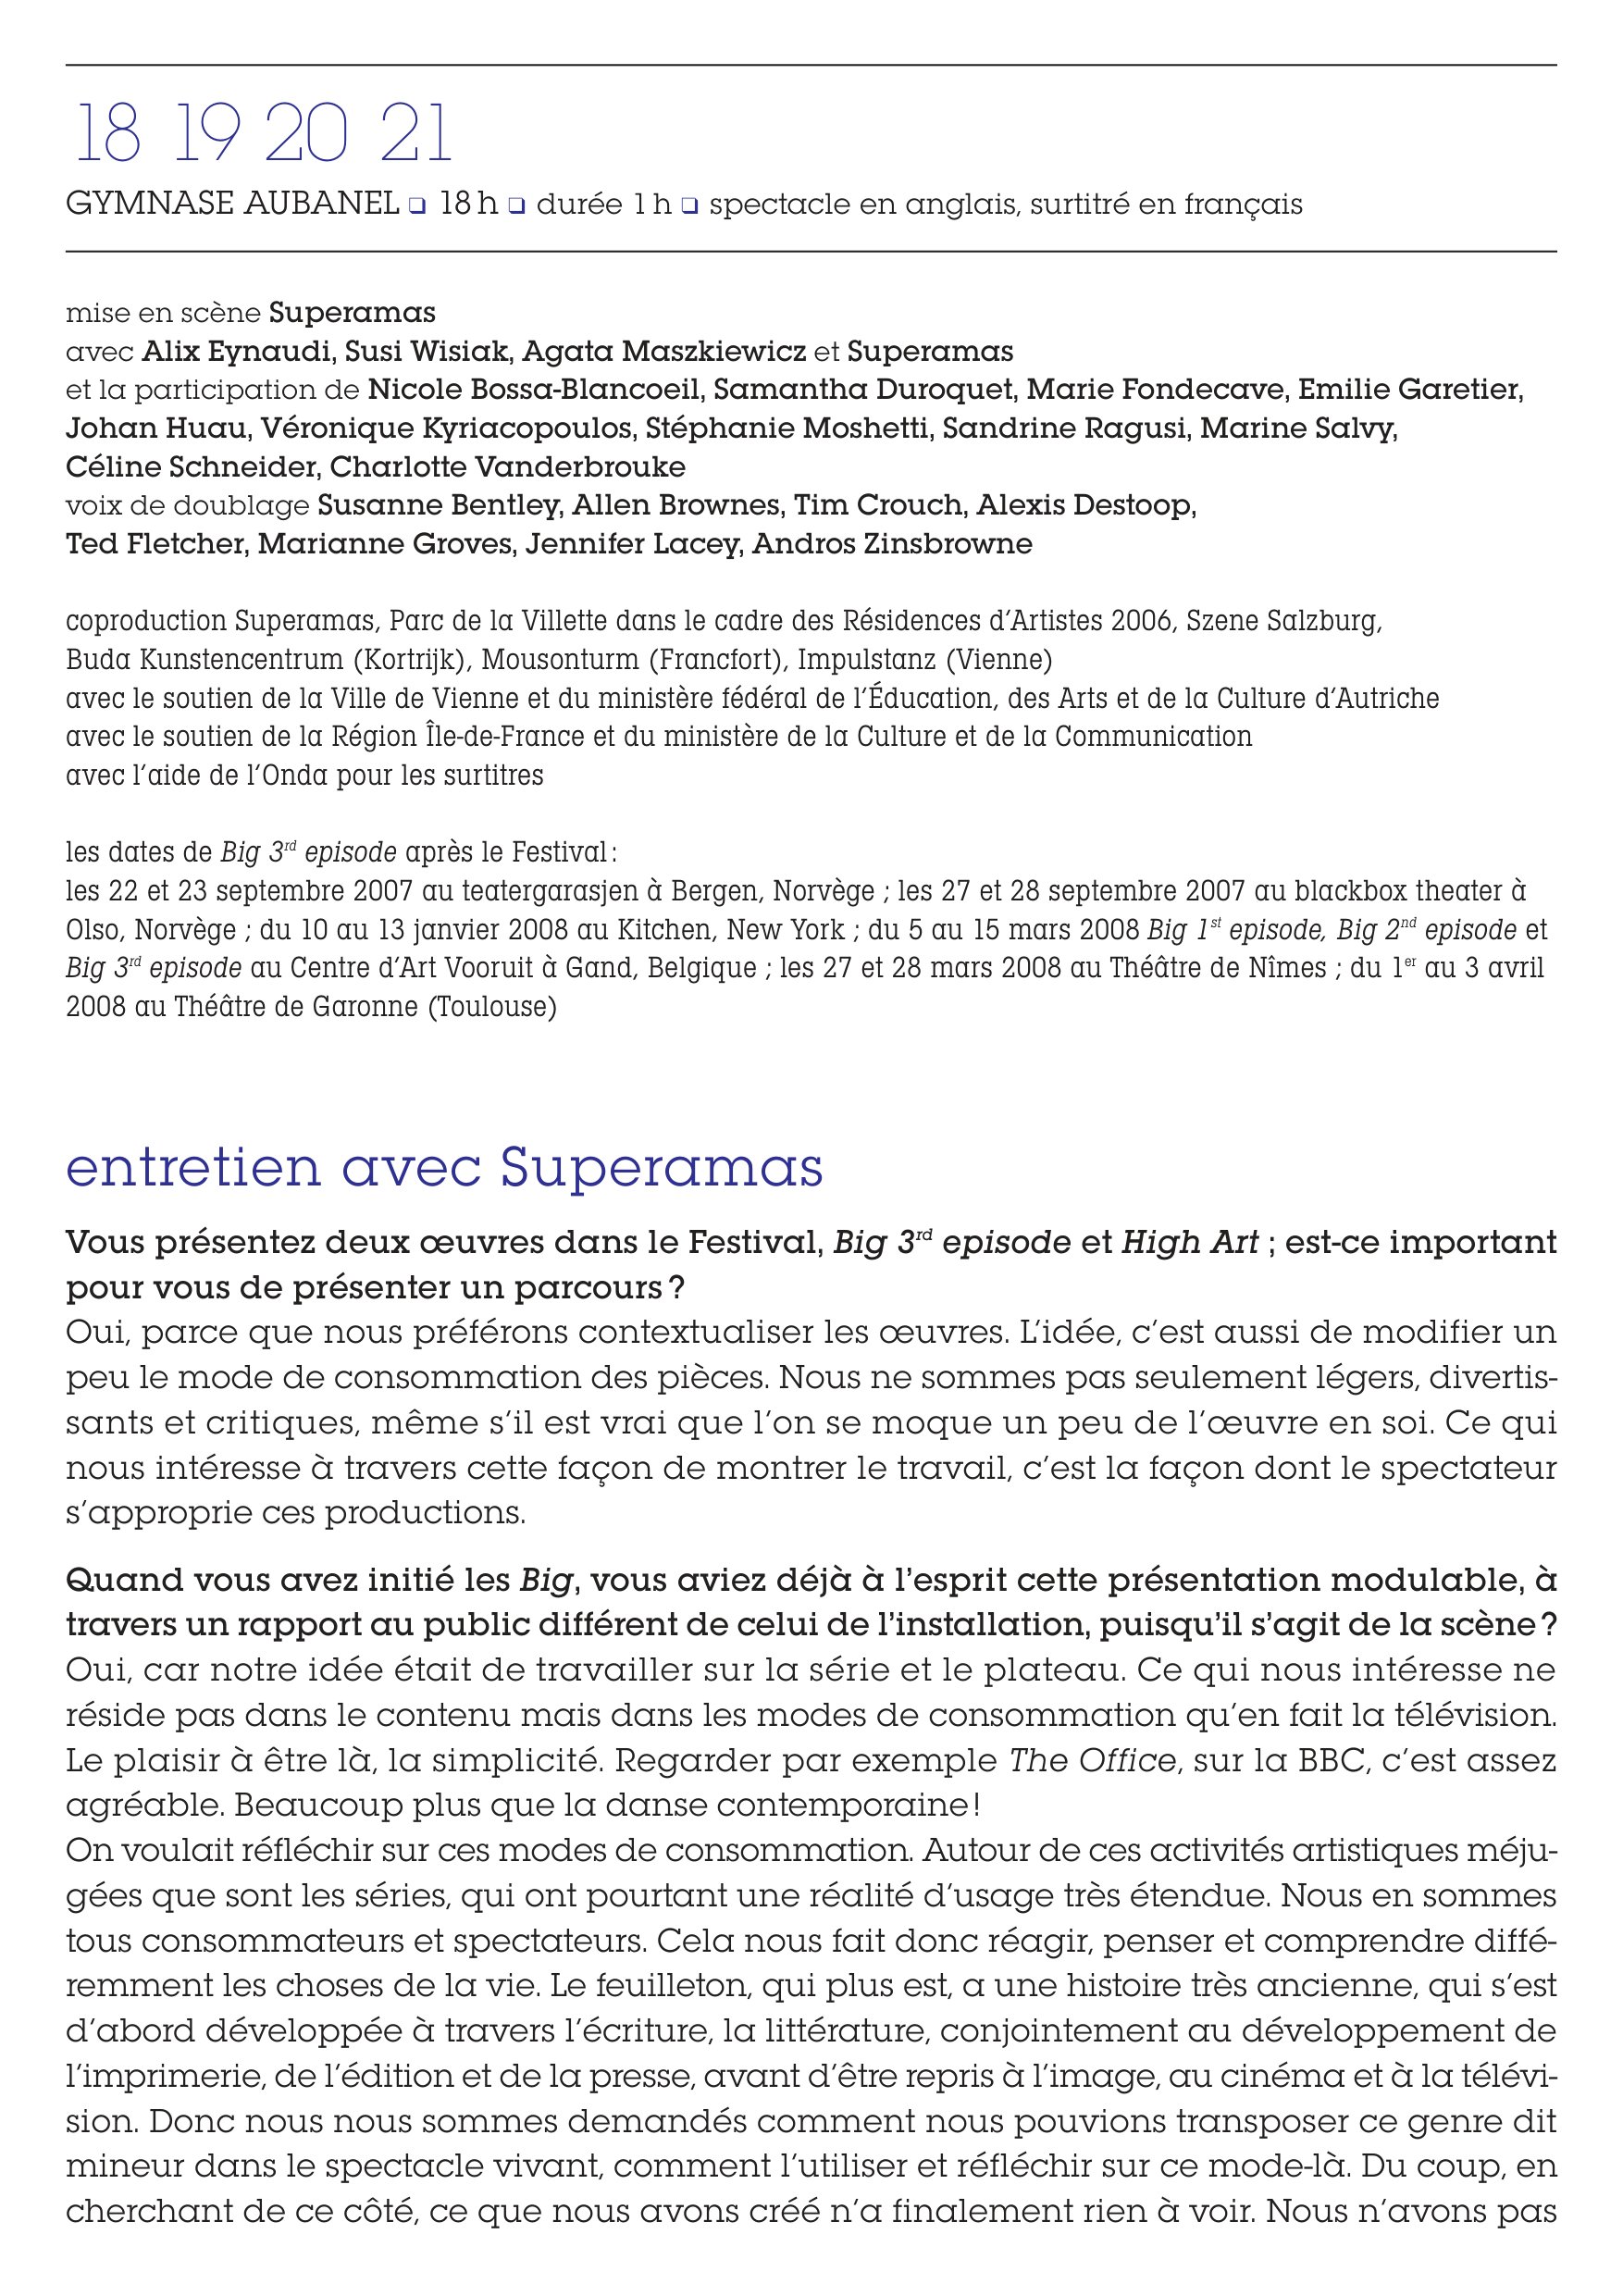 18 19 20 21
GYMNASE AUBANEL ❑ 18 h ❑ durée 1 h ❑ spectacle en anglais, surtitré en français
mise en scène Superamas
avec Alix Eynaudi, Susi Wisiak, Agata Maszkiewicz et Superamas
et la participation de Nicole Bossa-Blancoeil, Samantha Duroquet, Marie Fondecave, Emilie Garetier,
Johan Huau, Véronique Kyriacopoulos, Stéphanie Moshetti, Sandrine Ragusi, Marine Salvy,
Céline Schneider, Charlotte Vanderbrouke
voix de doublage Susanne Bentley, Allen Brownes, Tim Crouch, Alexis Destoop,
Ted Fletcher, Marianne Groves, Jennifer Lacey, Andros Zinsbrowne
coproduction Superamas, Parc de la Villette dans le cadre des Résidences d'Artistes 2006, Szene Salzburg,
Buda Kunstencentrum (Kortrijk), Mousonturm (Francfort), Impulstanz (Vienne)
avec le soutien de la Ville de Vienne et du ministère fédéral de l'Éducation, des Arts et de la Culture d'Autriche
avec le soutien de la Région Île-de-France et du ministère de la Culture et de la Communication
avec l'aide de l'Onda pour les surtitres
les dates de Big 3rd episode après le Festival :
les 22 et 23 septembre 2007 au teatergarasjen à Bergen, Norvège ; les 27 et 28 septembre 2007 au blackbox theater à
Olso, Norvège ; du 10 au 13 janvier 2008 au Kitchen, New York ; du 5 au 15 mars 2008 Big 1st episode, Big 2nd episode et
Big 3rd episode au Centre d'Art Vooruit à Gand, Belgique ; les 27 et 28 mars 2008 au Théâtre de Nîmes ; du 1er au 3 avril
2008 au Théâtre de Garonne (Toulouse)
entretien avec Superamas
Vous présentez deux œuvres dans le Festival, Big 3rd episode et High Art ; est-ce important
pour vous de présenter un parcours ?
Oui, parce que nous préférons contextualiser les œuvres. L'idée, c'est aussi de modifier un
peu le mode de consommation des pièces. Nous ne sommes pas seulement légers, divertis-
sants et critiques, même s'il est vrai que l'on se moque un peu de l'œuvre en soi. Ce qui
nous intéresse à travers cette façon de montrer le travail, c'est la façon dont le spectateur
s'approprie ces productions.
Quand vous avez initié les Big, vous aviez déjà à l'esprit cette présentation modulable, à
travers un rapport au public différent de celui de l'installation, puisqu'il s'agit de la scène ?
Oui, car notre idée était de travailler sur la série et le plateau. Ce qui nous intéresse ne
réside pas dans le contenu mais dans les modes de consommation qu'en fait la télévision.
Le plaisir à être là, la simplicité. Regarder par exemple The Office, sur la BBC, c'est assez
agréable. Beaucoup plus que la danse contemporaine !
On voulait réfléchir sur ces modes de consommation. Autour de ces activités artistiques méju-
gées que sont les séries, qui ont pourtant une réalité d'usage très étendue. Nous en sommes
tous consommateurs et spectateurs. Cela nous fait donc réagir, penser et comprendre diffé-
remment les choses de la vie. Le feuilleton, qui plus est, a une histoire très ancienne, qui s'est
d'abord développée à travers l'écriture, la littérature, conjointement au développement de
l'imprimerie, de l'édition et de la presse, avant d'être repris à l'image, au cinéma et à la télévi-
sion. Donc nous nous sommes demandés comment nous pouvions transposer ce genre dit
mineur dans le spectacle vivant, comment l'utiliser et réfléchir sur ce mode-là. Du coup, en
cherchant de ce côté, ce que nous avons créé n'a finalement rien à voir. Nous n'avons pas